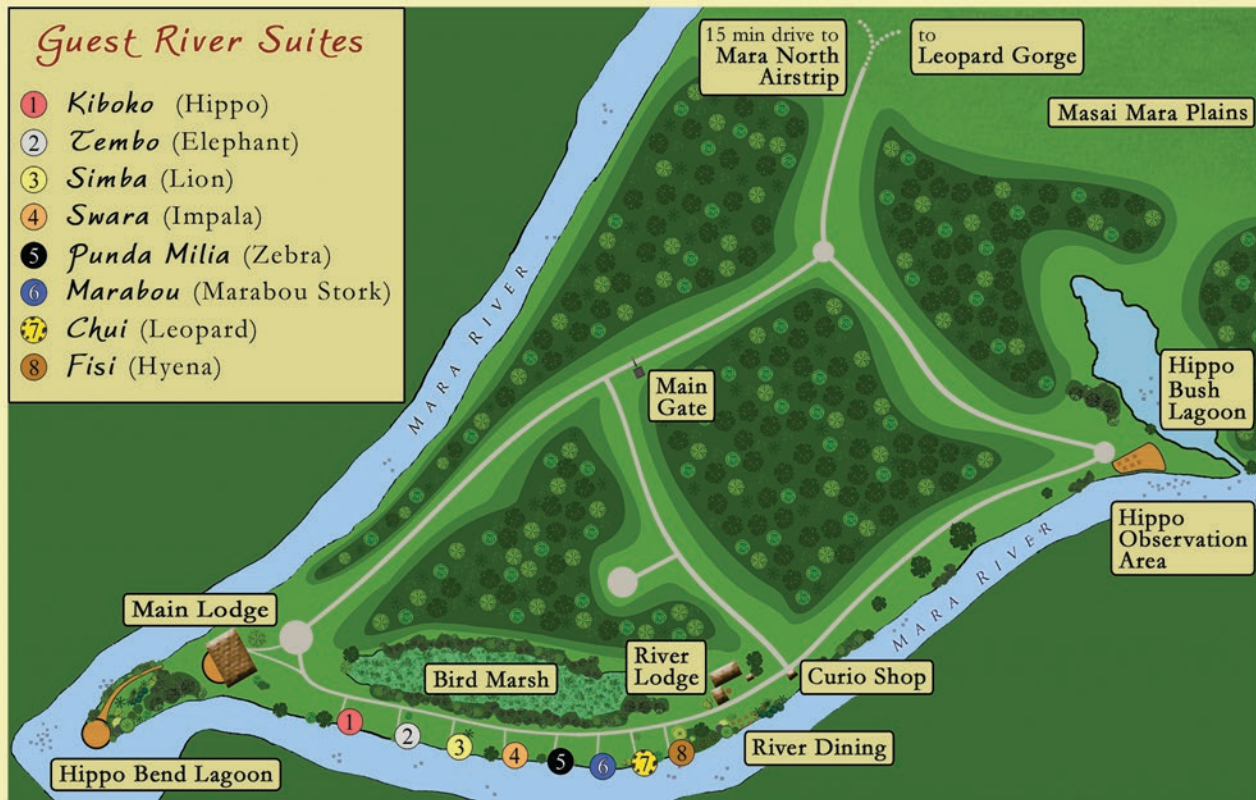 Guest River Suites
1 Kiboko (Hippo)
2 Tembo (Elephant)
3 Simba (Lion)
4 Swara (Impala)
5 Punda Milia (Zebra)
6 Marabou (Marabou Stork)
7 Chui (Leopard)
8 Fisi (Hyena)
15 min drive to
Mara North
Airstrip
to
Leopard Gorge
Masai Mara Plains
MARA RIVER
Main
Gate
Hippo
Bush
Lagoon
Hippo
Observation
Area
MARA RIVER
Main Lodge
Bird Marsh
River
Lodge
Curio Shop
River Dining
Hippo Bend Lagoon
1
2
3
4
5
6
7
8